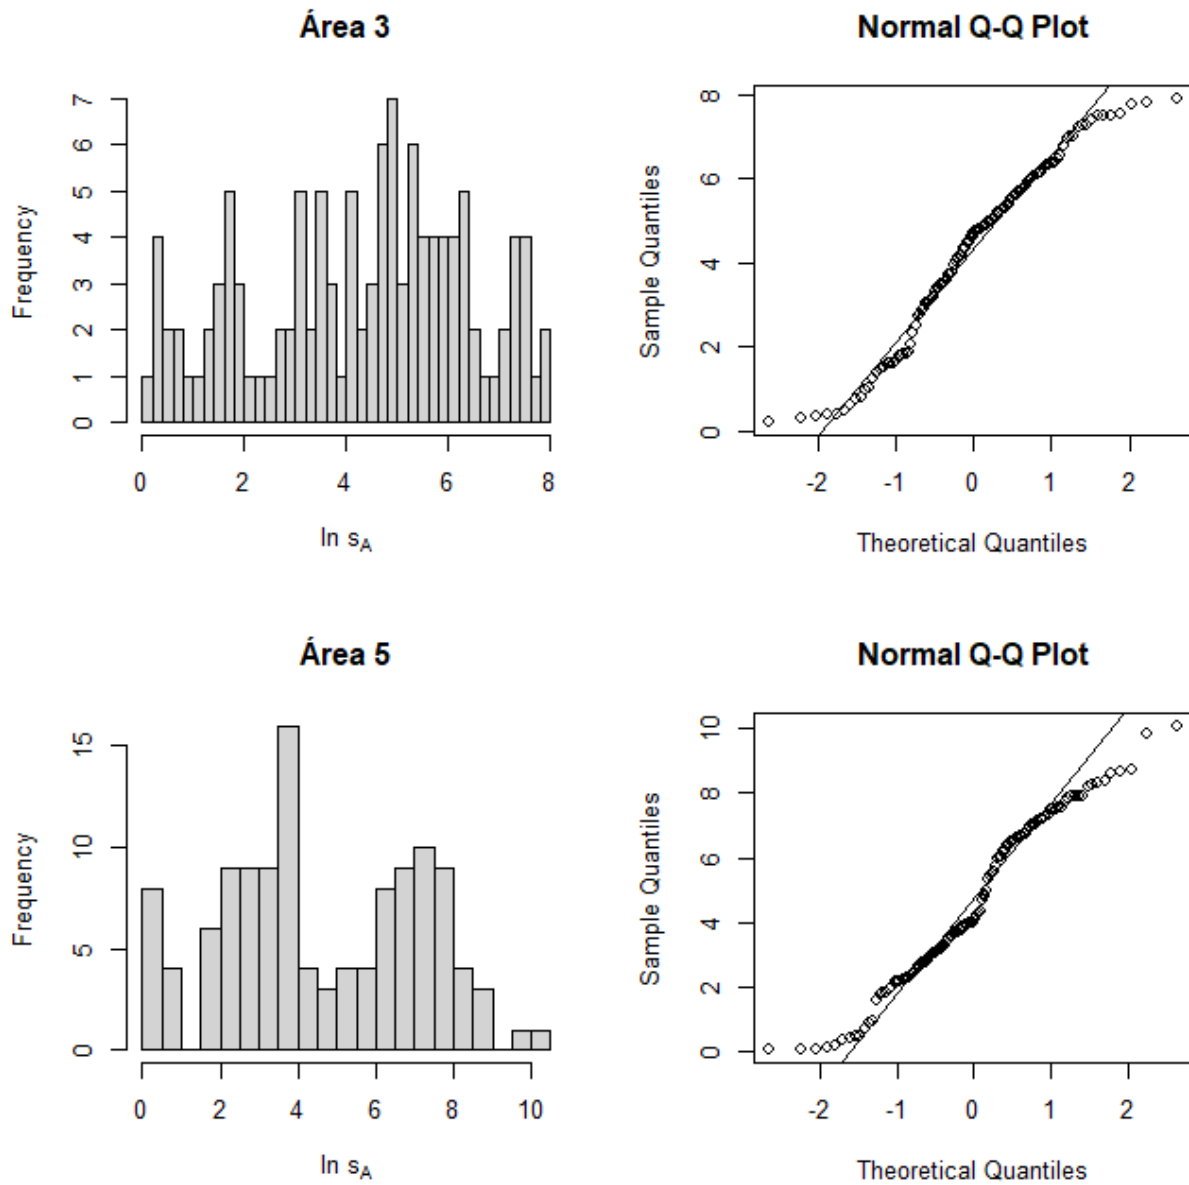 Área 3
Frequency
0 1 2 3 4 5 6 7
0 2 4 6 8
ln s_A
Normal Q-Q Plot
Sample Quantiles
0 2 4 6 8
-2 -1 0 1 2
Theoretical Quantiles
Área 5
Frequency
0 5 10 15
0 2 4 6 8 10
ln s_A
Normal Q-Q Plot
Sample Quantiles
0 2 4 6 8 10
-2 -1 0 1 2
Theoretical Quantiles